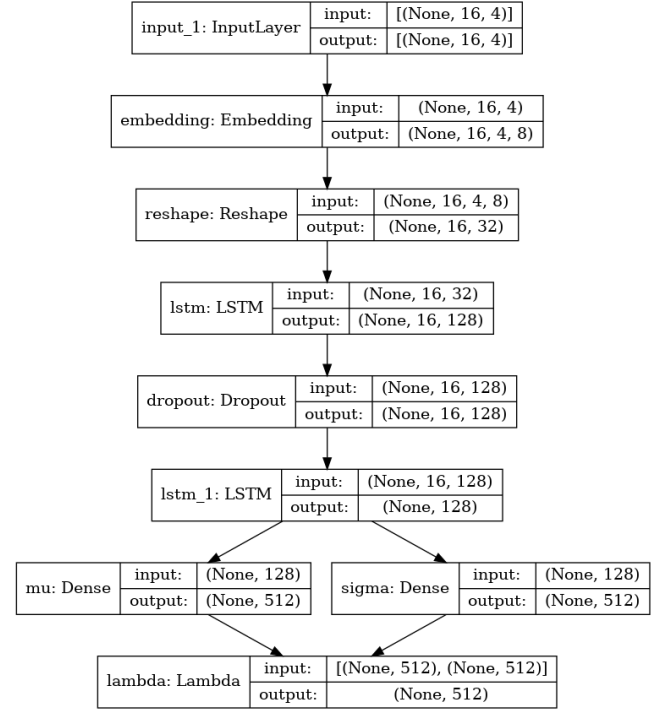 input_1: InputLayer
input:
[(None, 16, 4)]
output:
[(None, 16, 4)]
embedding: Embedding
input:
(None, 16, 4)
output:
(None, 16, 4, 8)
reshape: Reshape
input:
(None, 16, 4, 8)
output:
(None, 16, 32)
lstm: LSTM
input:
(None, 16, 32)
output:
(None, 16, 128)
dropout: Dropout
input:
(None, 16, 128)
output:
(None, 16, 128)
lstm_1: LSTM
input:
(None, 16, 128)
output:
(None, 128)
mu: Dense
input:
(None, 128)
output:
(None, 512)
sigma: Dense
input:
(None, 128)
output:
(None, 512)
lambda: Lambda
input:
[(None, 512), (None, 512)]
output:
(None, 512)